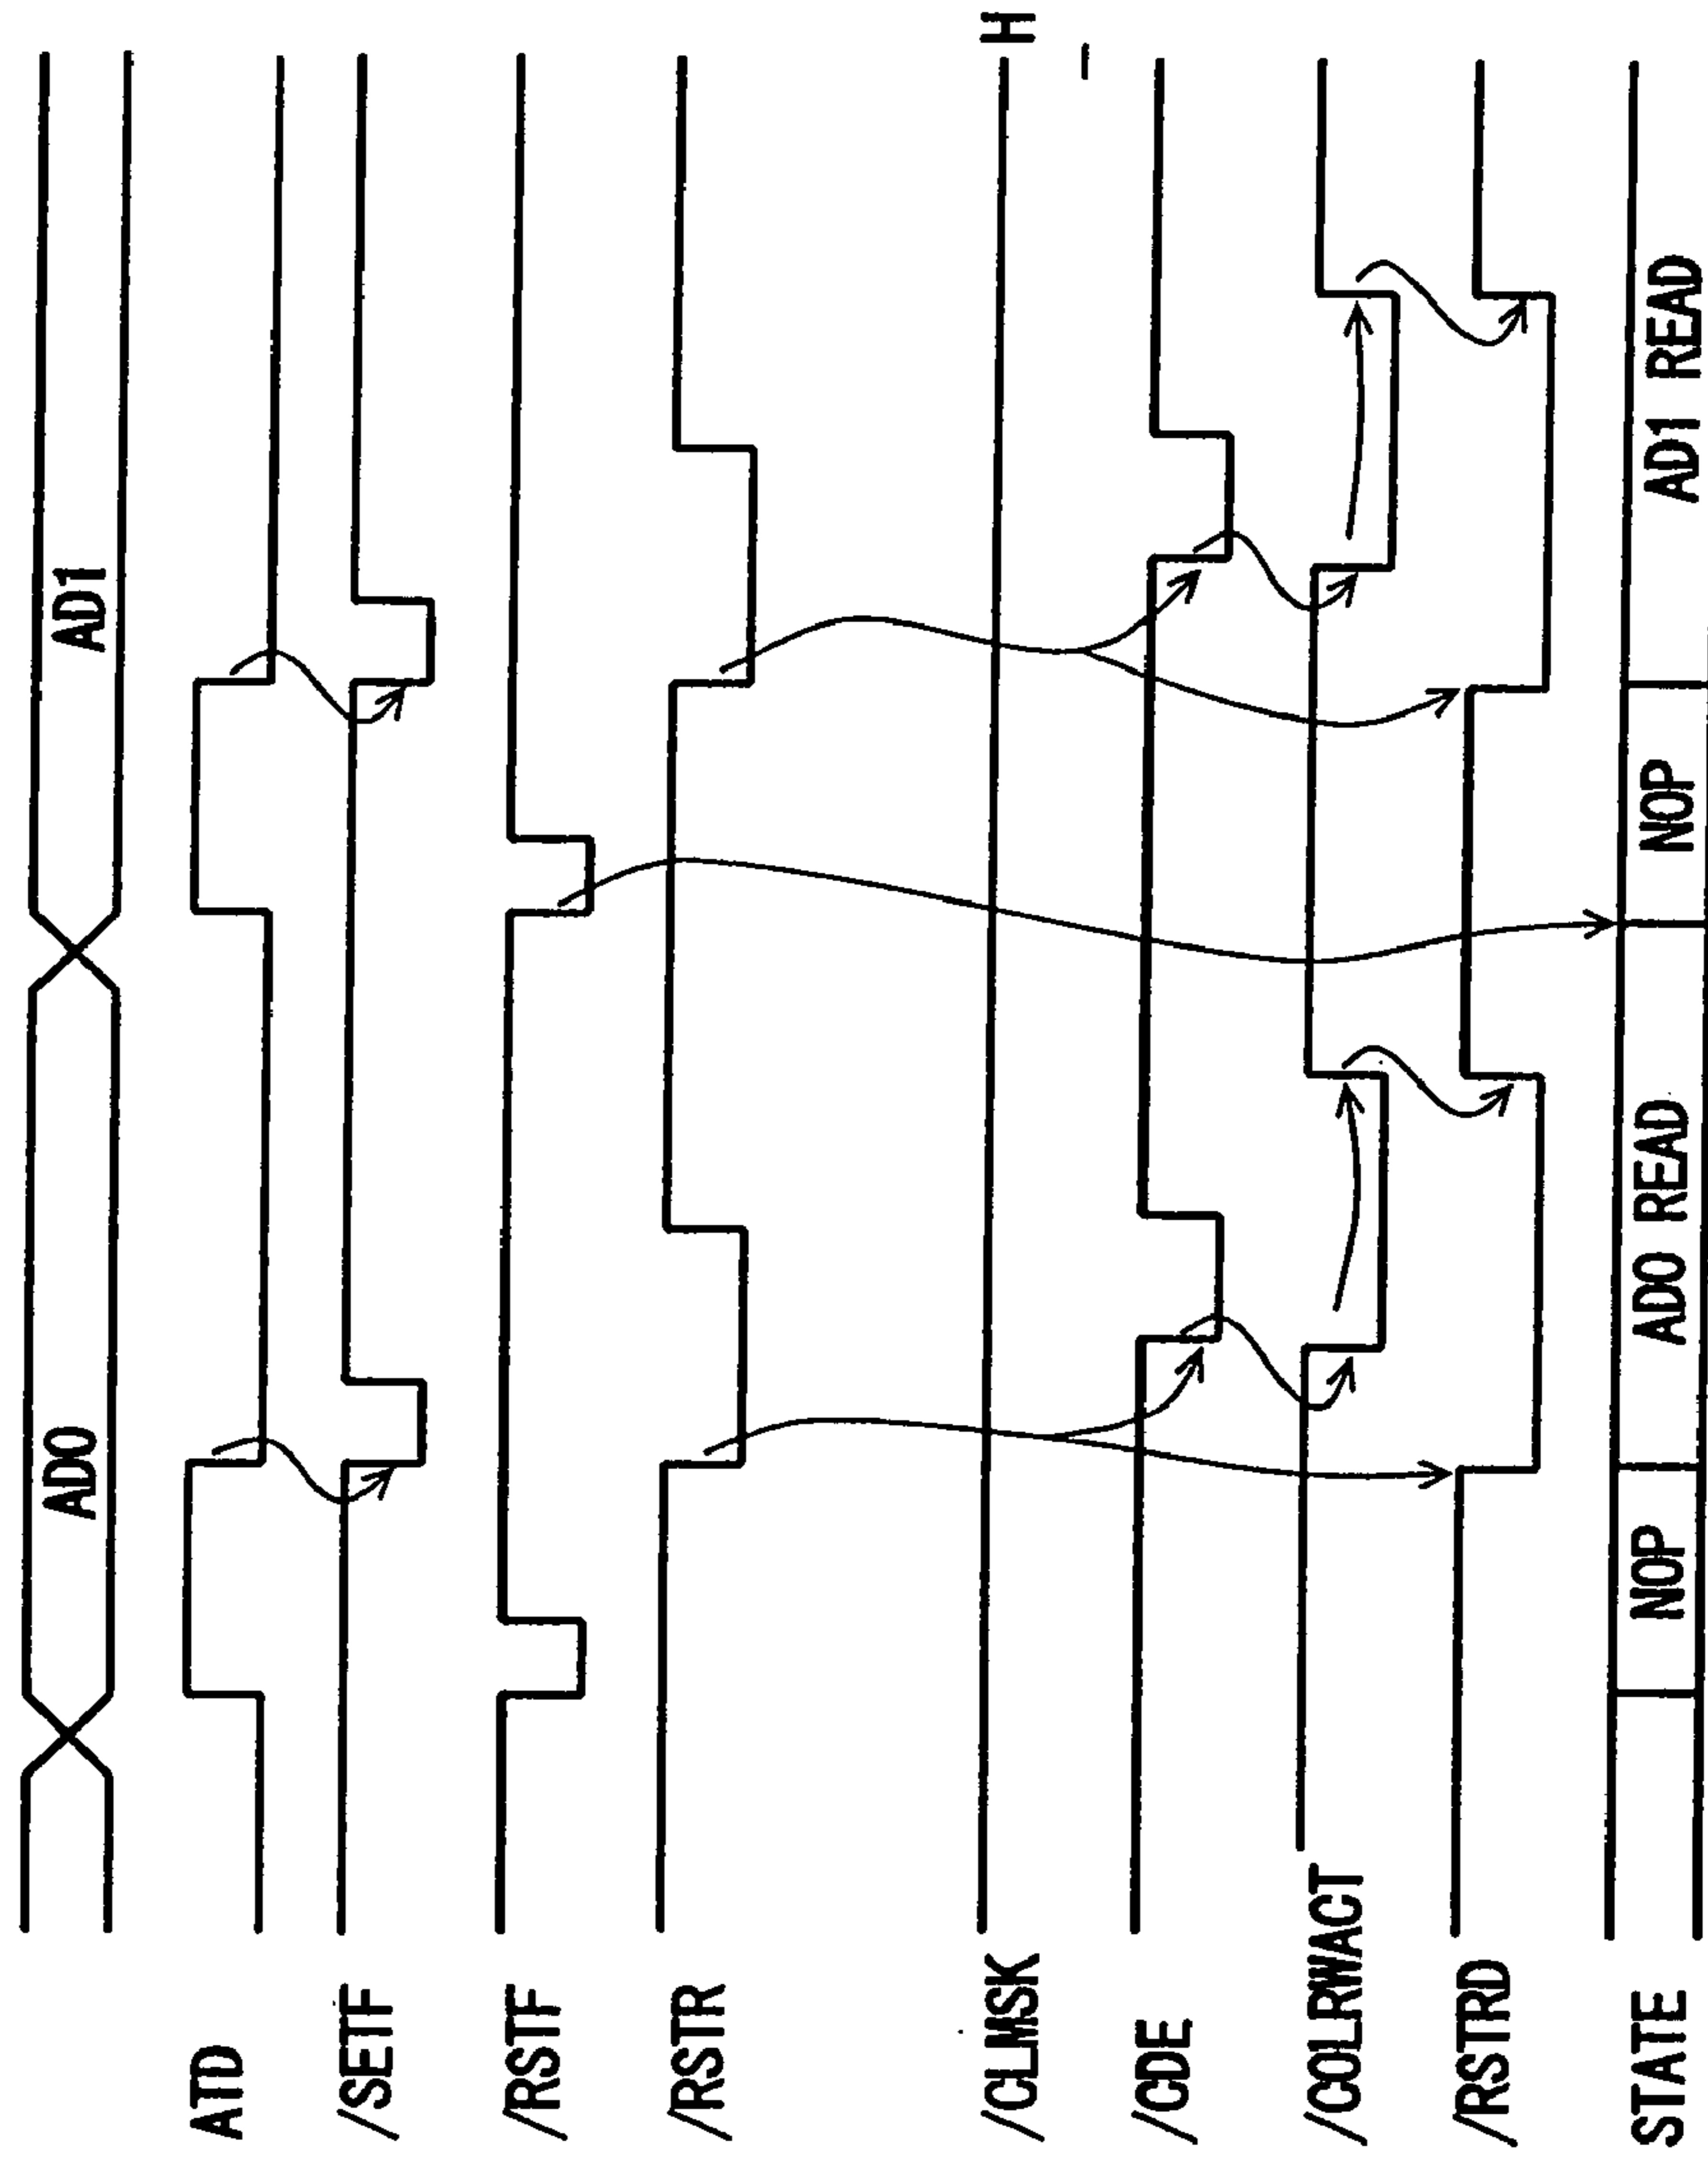 AD0 AD1
ATD
/SETF
/RSTF
/RSTR
/CLMSK H
/CDE
/COLRWACT
/RSTRD
STATE NOP AD0 READ NOP AD1 READ